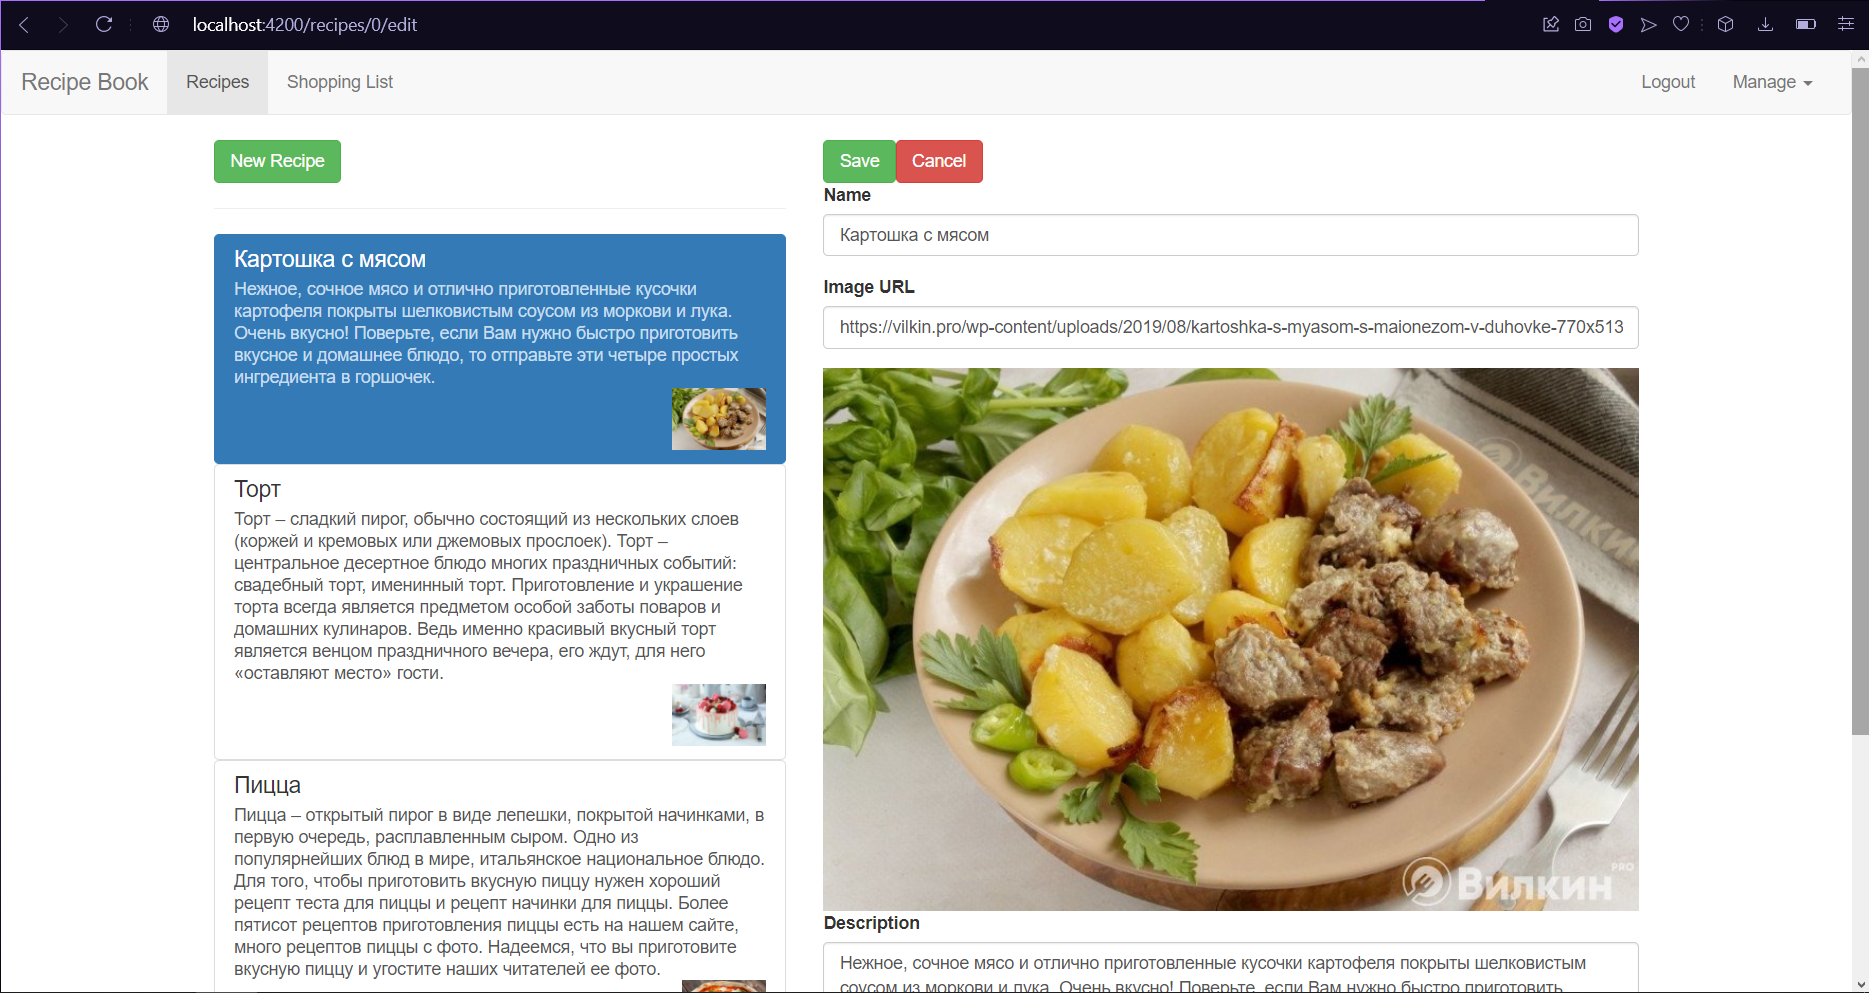 localhost:4200/recipes/0/edit
Recipe Book
Recipes
Shopping List
Logout
Manage
New Recipe
Картошка с мясом
Нежное, сочное мясо и отлично приготовленные кусочки
картофеля покрыты шелковистым соусом из моркови и лука.
Очень вкусно! Поверьте, если Вам нужно быстро приготовить
вкусное и домашнее блюдо, то отправьте эти четыре простых
ингредиента в горшочек.
Торт
Торт – сладкий пирог, обычно состоящий из нескольких слоев
(коржей и кремовых или джемовых прослоек). Торт –
центральное десертное блюдо многих праздничных событий:
свадебный торт, именинный торт. Приготовление и украшение
торта всегда является предметом особой заботы поваров и
домашних кулинаров. Ведь именно красивый вкусный торт
является венцом праздничного вечера, его ждут, для него
«оставляют место» гости.
Пицца
Пицца – открытый пирог в виде лепешки, покрытой начинками, в
первую очередь, расплавленным сыром. Одно из
популярнейших блюд в мире, итальянское национальное блюдо.
Для того, чтобы приготовить вкусную пиццу нужен хороший
рецепт теста для пиццы и рецепт начинки для пиццы. Более
пятисот рецептов приготовления пиццы есть на нашем сайте,
много рецептов пиццы с фото. Надеемся, что вы приготовите
вкусную пиццу и угостите наших читателей ее фото.
Save
Cancel
Name
Картошка с мясом
Image URL
https://vilkin.pro/wp-content/uploads/2019/08/kartoshka-s-myasom-s-maionezom-v-duhovke-770x513
Вилкин
Вилкин PRO
Description
Нежное, сочное мясо и отлично приготовленные кусочки картофеля покрыты шелковистым
соусом из моркови и лука. Очень вкусно! Поверьте, если Вам нужно быстро приготовить